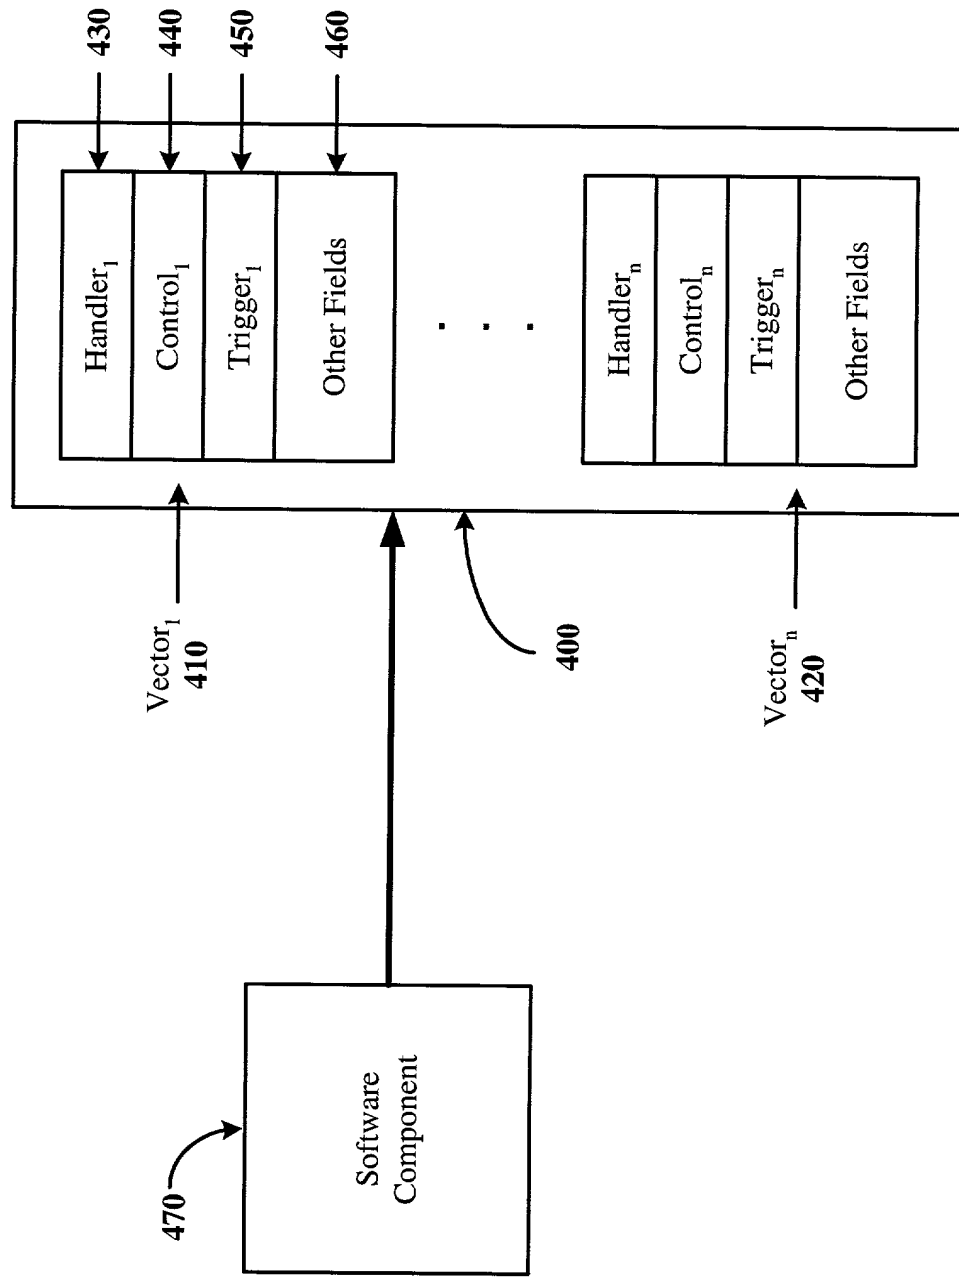 430
440
450
460
Handler1
Control1
Trigger1
Other Fields
. . .
Handlern
Controln
Triggern
Other Fields
Vector1
410
400
Vectorn
420
Software
Component
470